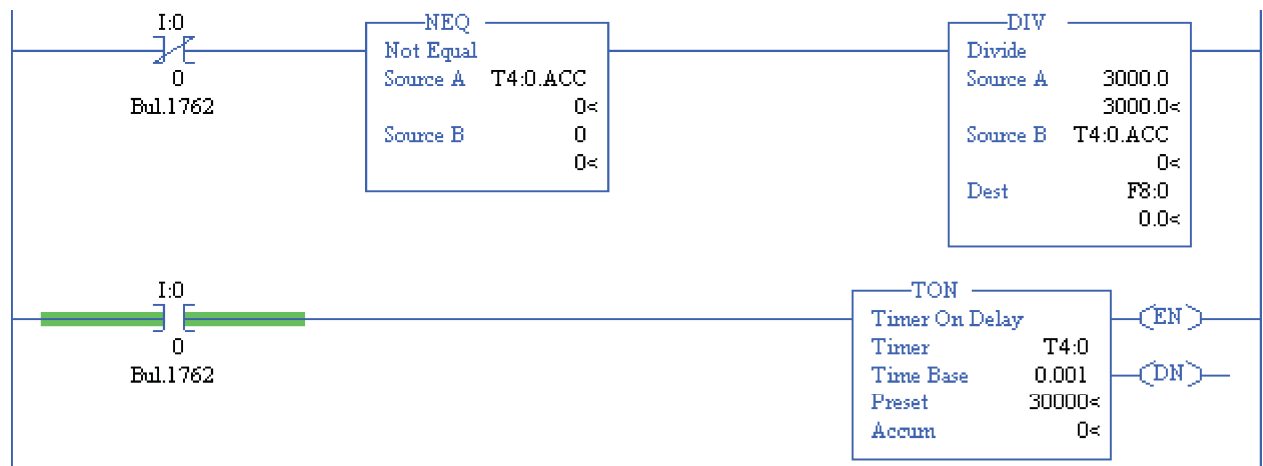 I:0
0
Bul.1762
NEQ
Not Equal
Source A T4:0.ACC
0<
Source B 0
0<
DIV
Divide
Source A 3000.0
3000.0<
Source B T4:0.ACC
0<
Dest F8:0
0.0<
I:0
0
Bul.1762
TON
Timer On Delay
Timer T4:0
Time Base 0.001
Preset 30000<
Accum 0<
EN
DN